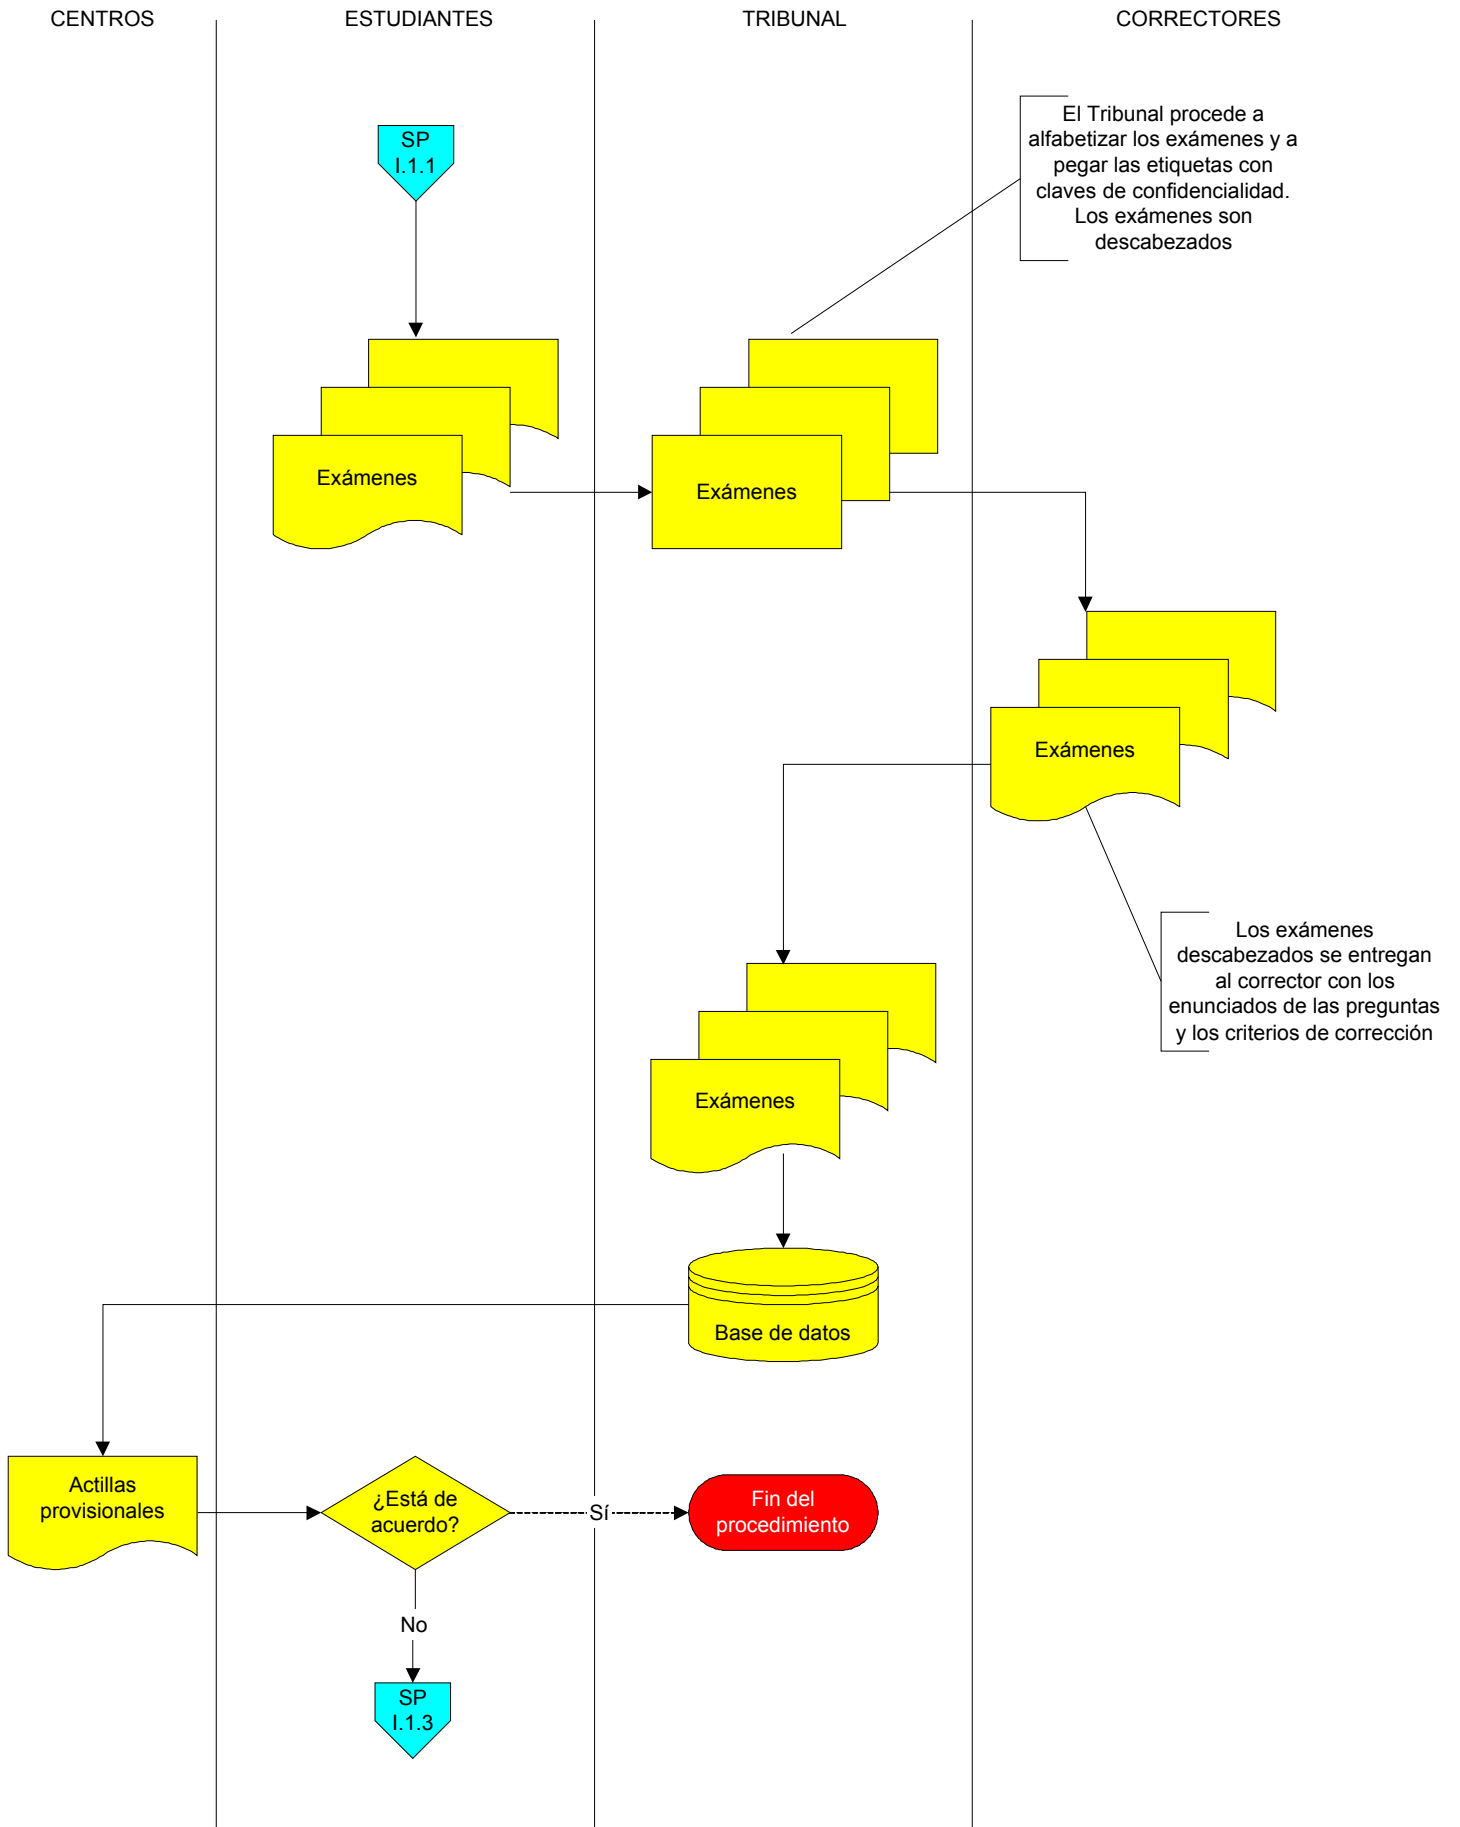 CENTROS
ESTUDIANTES
TRIBUNAL
CORRECTORES
SP
I.1.1
El Tribunal procede a
alfabetizar los exámenes y a
pegar las etiquetas con
claves de confidencialidad.
Los exámenes son
descabezados
Exámenes
Exámenes
Exámenes
Los exámenes
descabezados se entregan
al corrector con los
enunciados de las preguntas
y los criterios de corrección
Exámenes
Base de datos
Actillas
provisionales
¿Está de
acuerdo?
Sí
Fin del
procedimiento
No
SP
I.1.3